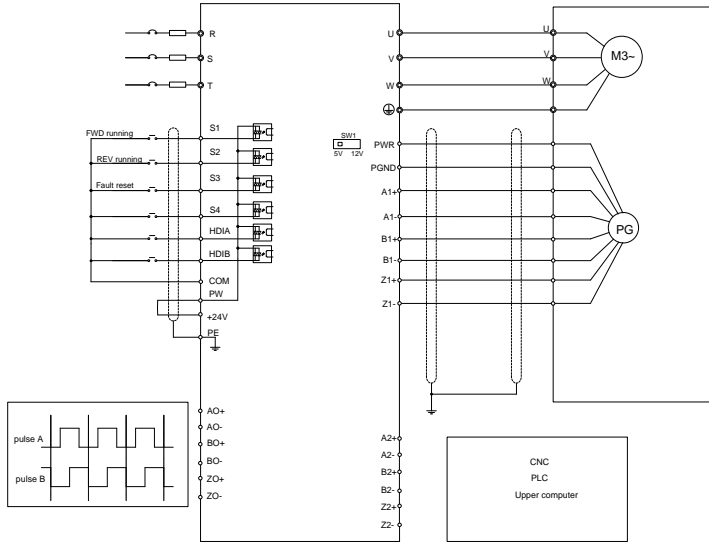 R
S
T
U
V
W
U
V
W
M3~
FWD running
REV running
Fault reset
S1
S2
S3
S4
HDIA
HDIB
COM
PW
+24V
PE
SW1
5V 12V
PWR
PGND
A1+
A1-
B1+
B1-
Z1+
Z1-
PG
pulse A
pulse B
AO+
AO-
BO+
BO-
ZO+
ZO-
A2+
A2-
B2+
B2-
Z2+
Z2-
CNC
PLC
Upper computer